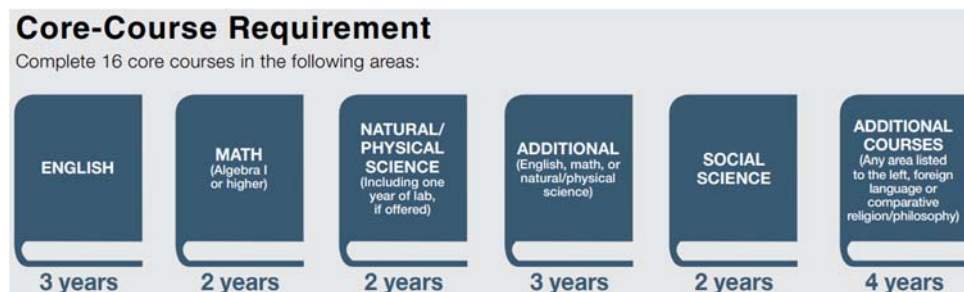 Core-Course Requirement
Complete 16 core courses in the following areas:
ENGLISH
3 years
MATH
(Algebra I
or higher)
2 years
NATURAL/
PHYSICAL
SCIENCE
(Including one
year of lab,
if offered)
2 years
ADDITIONAL
(English, math, or
natural/physical
science)
3 years
SOCIAL
SCIENCE
2 years
ADDITIONAL
COURSES
(Any area listed
to the left, foreign
language or
comparative
religion/philosophy)
4 years